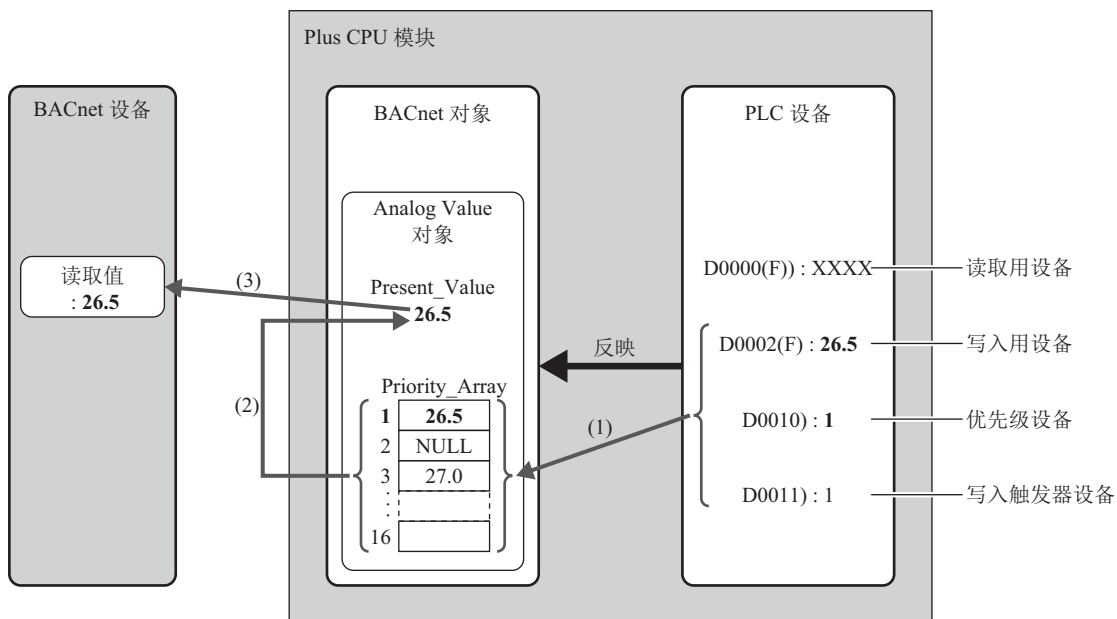 Plus CPU 模块
BACnet 设备
BACnet 对象
PLC 设备
Analog Value
对象
读取值
: 26.5
(3)
Present_Value
26.5
D0000(F)) : XXXX
读取用设备
反映
D0002(F) : 26.5
写入用设备
(2)
Priority_Array
1 26.5
2 NULL
3 27.0
:
16
(1)
D0010) : 1
优先级设备
D0011) : 1
写入触发器设备